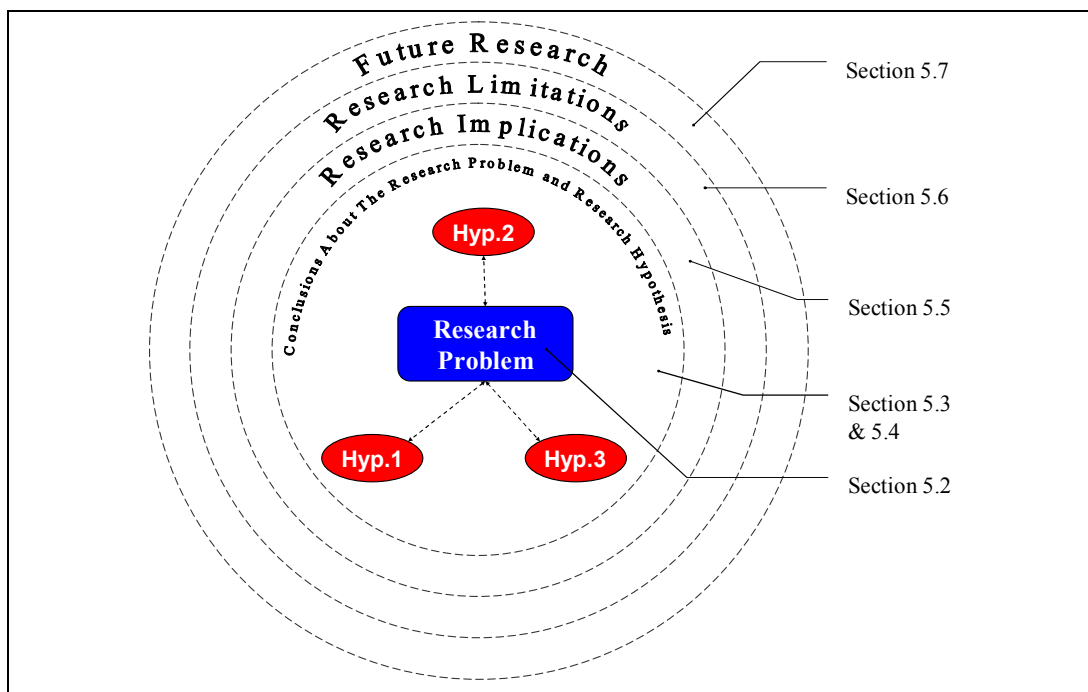 Future Research
Research Limitations
Research Implications
Conclusions About The Research Problem and Research Hypothesis
Hyp.2
Research
Problem
Hyp.1
Hyp.3
Section 5.7
Section 5.6
Section 5.5
Section 5.3
& 5.4
Section 5.2